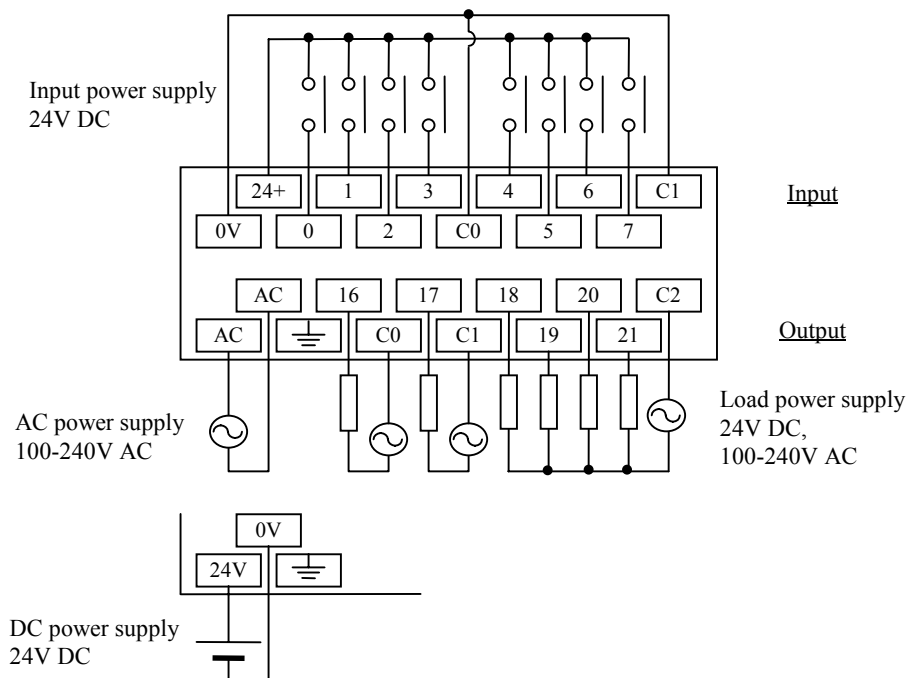 Input power supply
24V DC
24+ 1 3 4 6 C1
Input
0V 0 2 C0 5 7
AC 16 17 18 20 C2
AC C0 C1 19 21
Output
AC power supply
100-240V AC
Load power supply
24V DC,
100-240V AC
0V
24V
DC power supply
24V DC